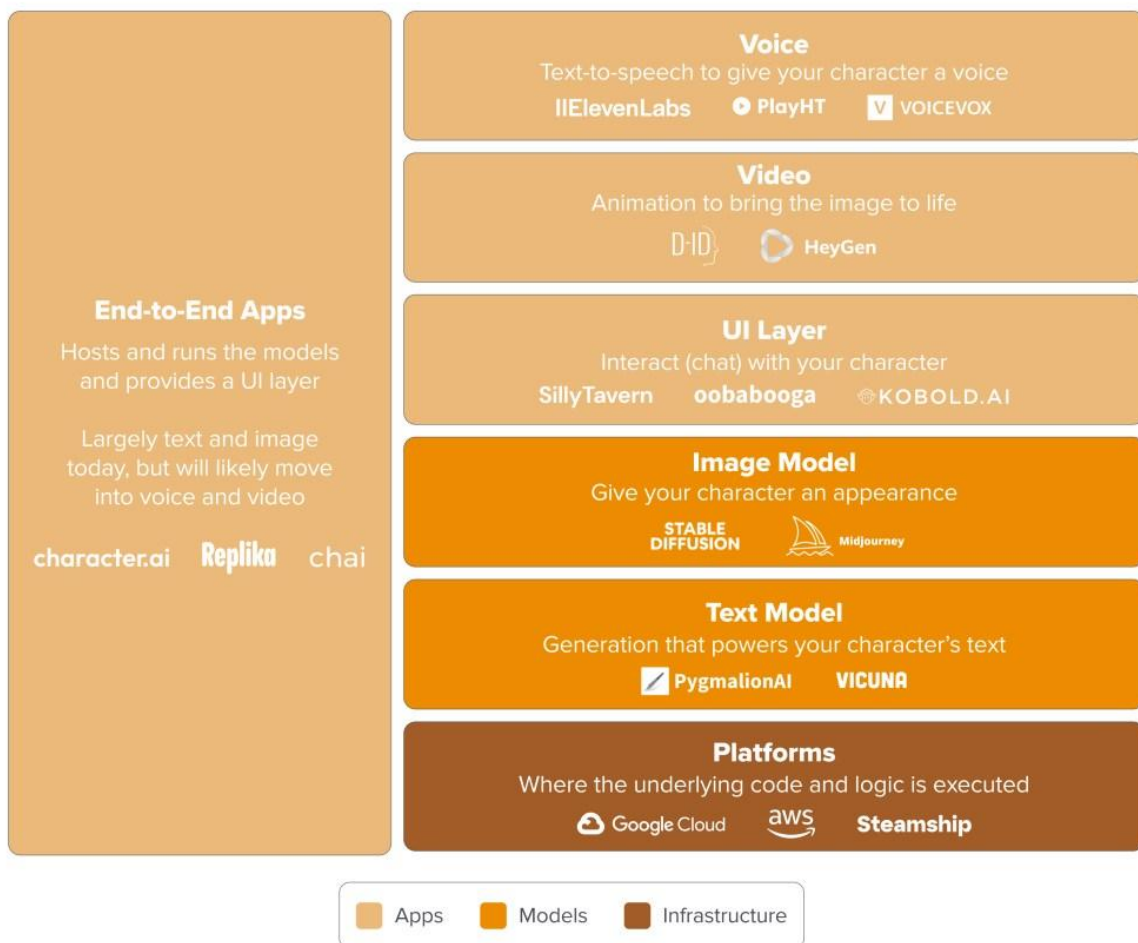 End-to-End Apps
Hosts and runs the models
and provides a UI layer
Largely text and image
today, but will likely move
into voice and video
character.ai Replika chai
Voice
Text-to-speech to give your character a voice
IIElevenLabs PlayHT V VOICEVOX
Video
Animation to bring the image to life
D-ID HeyGen
UI Layer
Interact (chat) with your character
SillyTavern oobabooga KOBOLD.AI
Image Model
Give your character an appearance
STABLE
DIFFUSION Midjourney
Text Model
Generation that powers your character’s text
PygmalionAI VICUNA
Platforms
Where the underlying code and logic is executed
Google Cloud aws Steamship
Apps Models Infrastructure